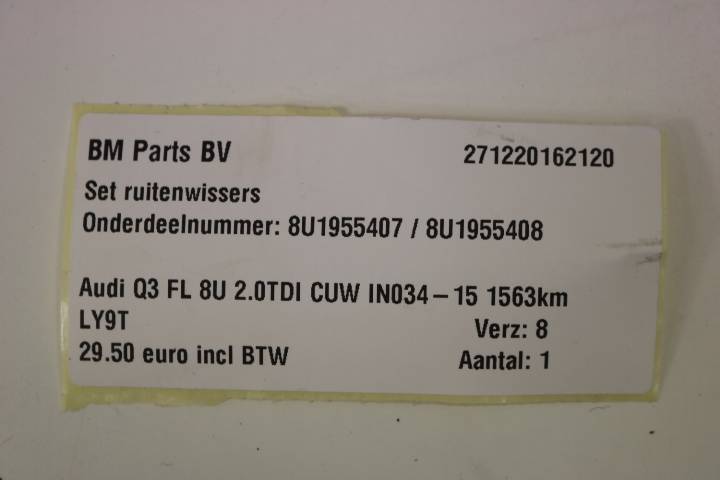 BM Parts BV 271220162120
Set ruitenwissers
Onderdeelnummer: 8U1955407 / 8U1955408
Audi Q3 FL 8U 2.0TDI CUW IN034-15 1563km
LY9T Verz: 8
29.50 euro incl BTW Aantal: 1